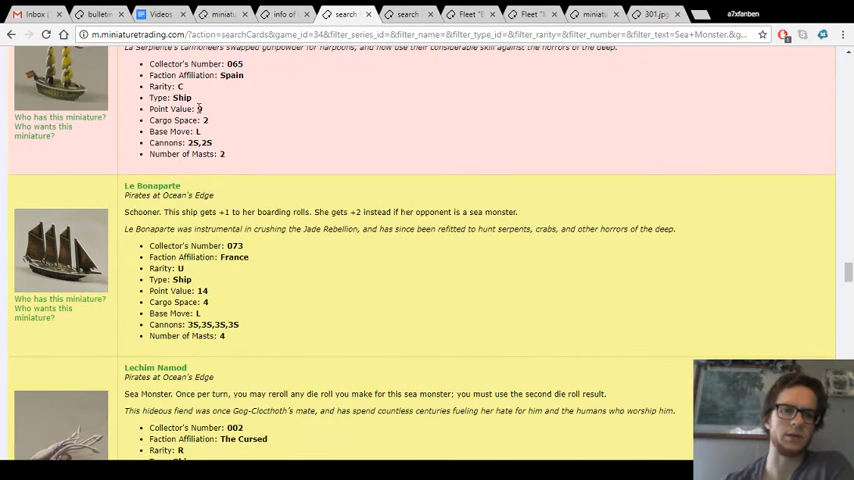 Inbox (
bulletin
Videos
miniatu
info of
search
search
Fleet "E
Fleet "I
miniatu
301.jpg
a7xfanben
m.miniaturetrading.com/?action=searchCards&game_id=34&filter_series_id=&filter_name=&filter_type_id=&filter_rarity=&filter_number=&filter_text=Sea+Monster.&g...
La Serpiente's cannoneers swapped gunpowder for harpoons, and now use their considerable skill against the horrors of the deep.
Collector's Number: 065
Faction Affiliation: Spain
Rarity: C
Type: Ship
Point Value: 9
Cargo Space: 2
Base Move: L
Cannons: 2S,2S
Number of Masts: 2
Who has this miniature?
Who wants this
miniature?
Le Bonaparte
Pirates at Ocean's Edge
Schooner. This ship gets +1 to her boarding rolls. She gets +2 instead if her opponent is a sea monster.
Le Bonaparte was instrumental in crushing the Jade Rebellion, and has since been refitted to hunt serpents, crabs, and other horrors of the deep.
Collector's Number: 073
Faction Affiliation: France
Rarity: U
Type: Ship
Point Value: 14
Cargo Space: 4
Base Move: L
Cannons: 3S,3S,3S,3S
Number of Masts: 4
Who has this miniature?
Who wants this
miniature?
Lechim Namod
Pirates at Ocean's Edge
Sea Monster. Once per turn, you may reroll any die roll you make for this sea monster; you must use the second die roll result.
This hideous fiend was once Gog-Clocthoth's mate, and has spend countless centuries fueling her hate for him and the humans who worship him.
Collector's Number: 002
Faction Affiliation: The Cursed
Rarity: R